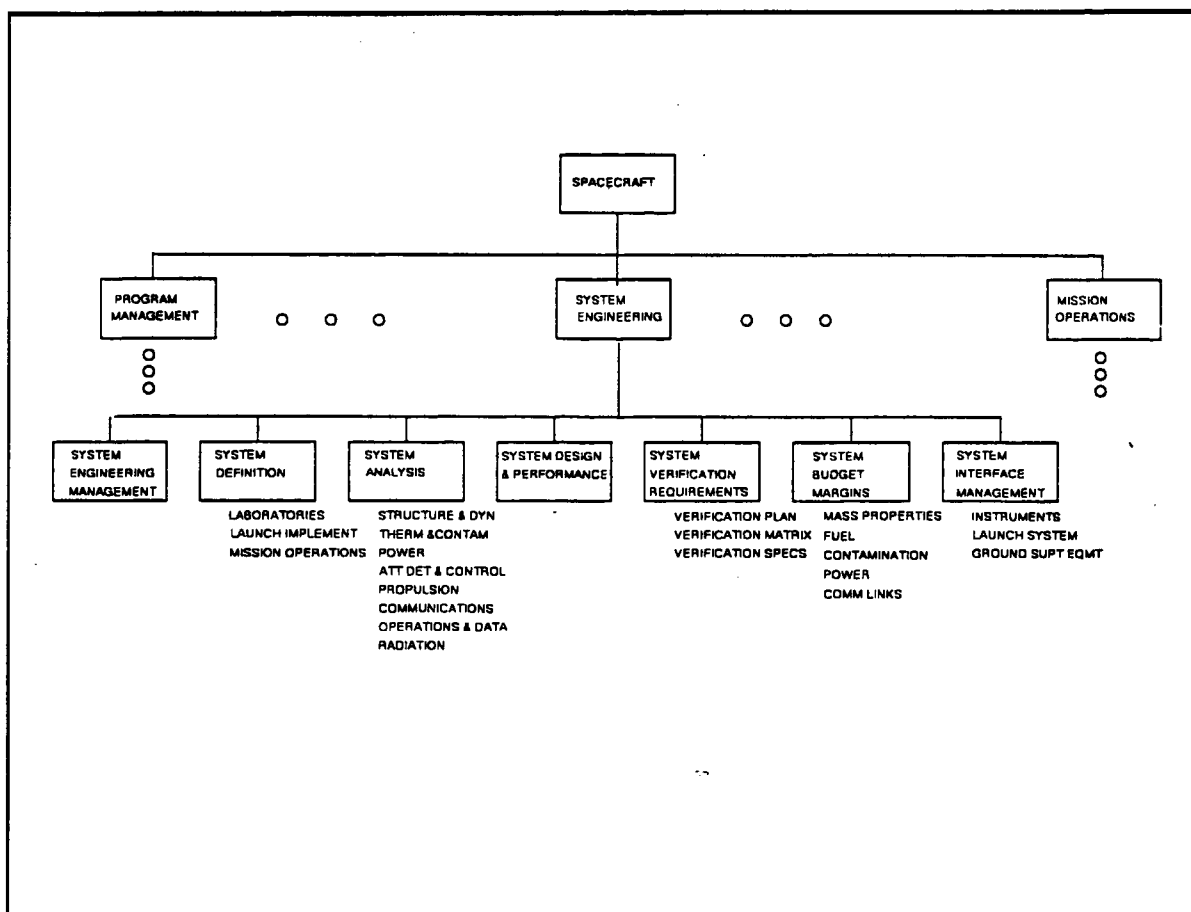 SPACECRAFT
PROGRAM
MANAGEMENT
SYSTEM
ENGINEERING
MISSION
OPERATIONS
SYSTEM
ENGINEERING
MANAGEMENT
SYSTEM
DEFINITION
LABORATORIES
LAUNCH IMPLEMENT
MISSION OPERATIONS
SYSTEM
ANALYSIS
STRUCTURE & DYN
THERM &CONTAM
POWER
ATT DET & CONTROL
PROPULSION
COMMUNICATIONS
OPERATIONS & DATA
RADIATION
SYSTEM DESIGN
& PERFORMANCE
SYSTEM
VERIFICATION
REQUIREMENTS
VERIFICATION PLAN
VERIFICATION MATRIX
VERIFICATION SPECS
SYSTEM
BUDGET
MARGINS
MASS PROPERTIES
FUEL
CONTAMINATION
POWER
COMM LINKS
SYSTEM
INTERFACE
MANAGEMENT
INSTRUMENTS
LAUNCH SYSTEM
GROUND SUPT EQMT